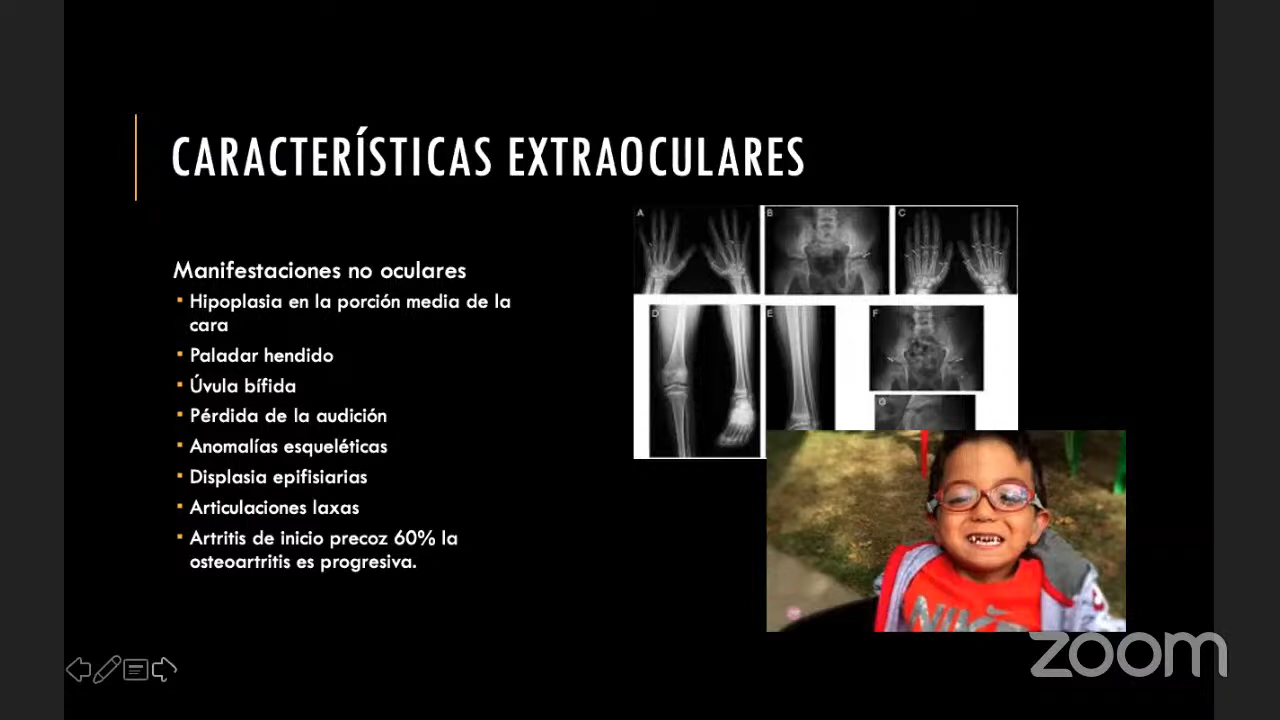 CARACTERÍSTICAS EXTRAOCULARES
Manifestaciones no oculares
Hipoplasia en la porción media de la
cara
Paladar hendido
Úvula bífida
Pérdida de la audición
Anomalías esqueléticas
Displasia epifisiarias
Articulaciones laxas
Artritis de inicio precoz 60% la
osteoartritis es progresiva.
A
B
C
D
E
F
G
NIKE
zoom